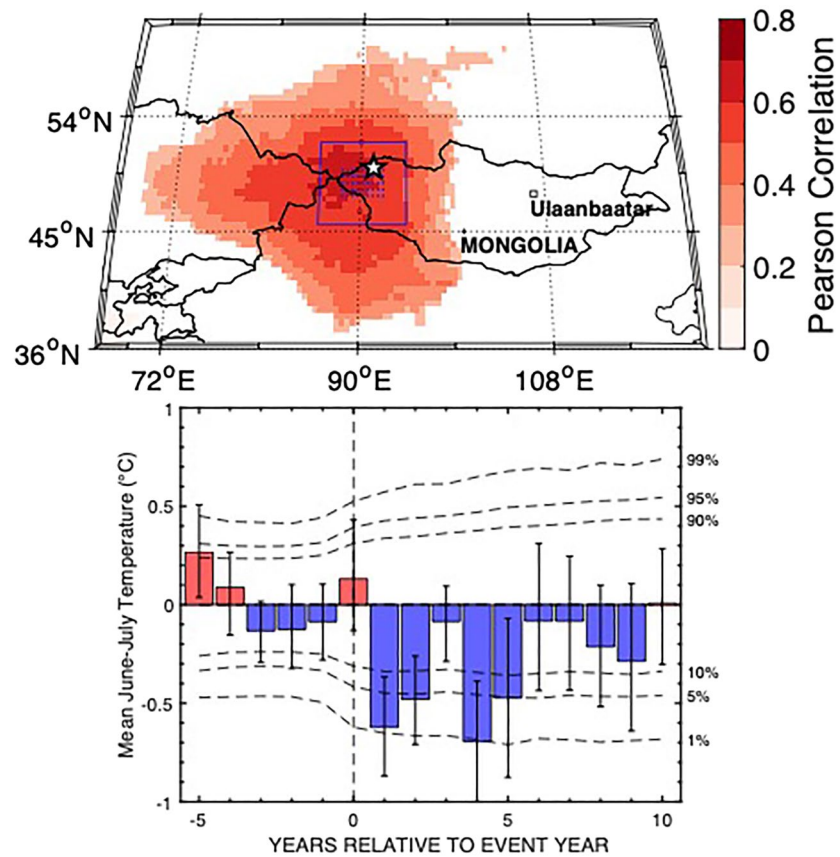 0.8
0.6
0.4
0.2
0
Pearson Correlation
54°N
45°N
36°N
Ulaanbaatar
MONGOLIA
72°E
90°E
108°E
1
0.5
0
-0.5
-1
Mean June-July Temperature (°C)
99%
95%
90%
10%
5%
1%
-5
0
5
10
YEARS RELATIVE TO EVENT YEAR